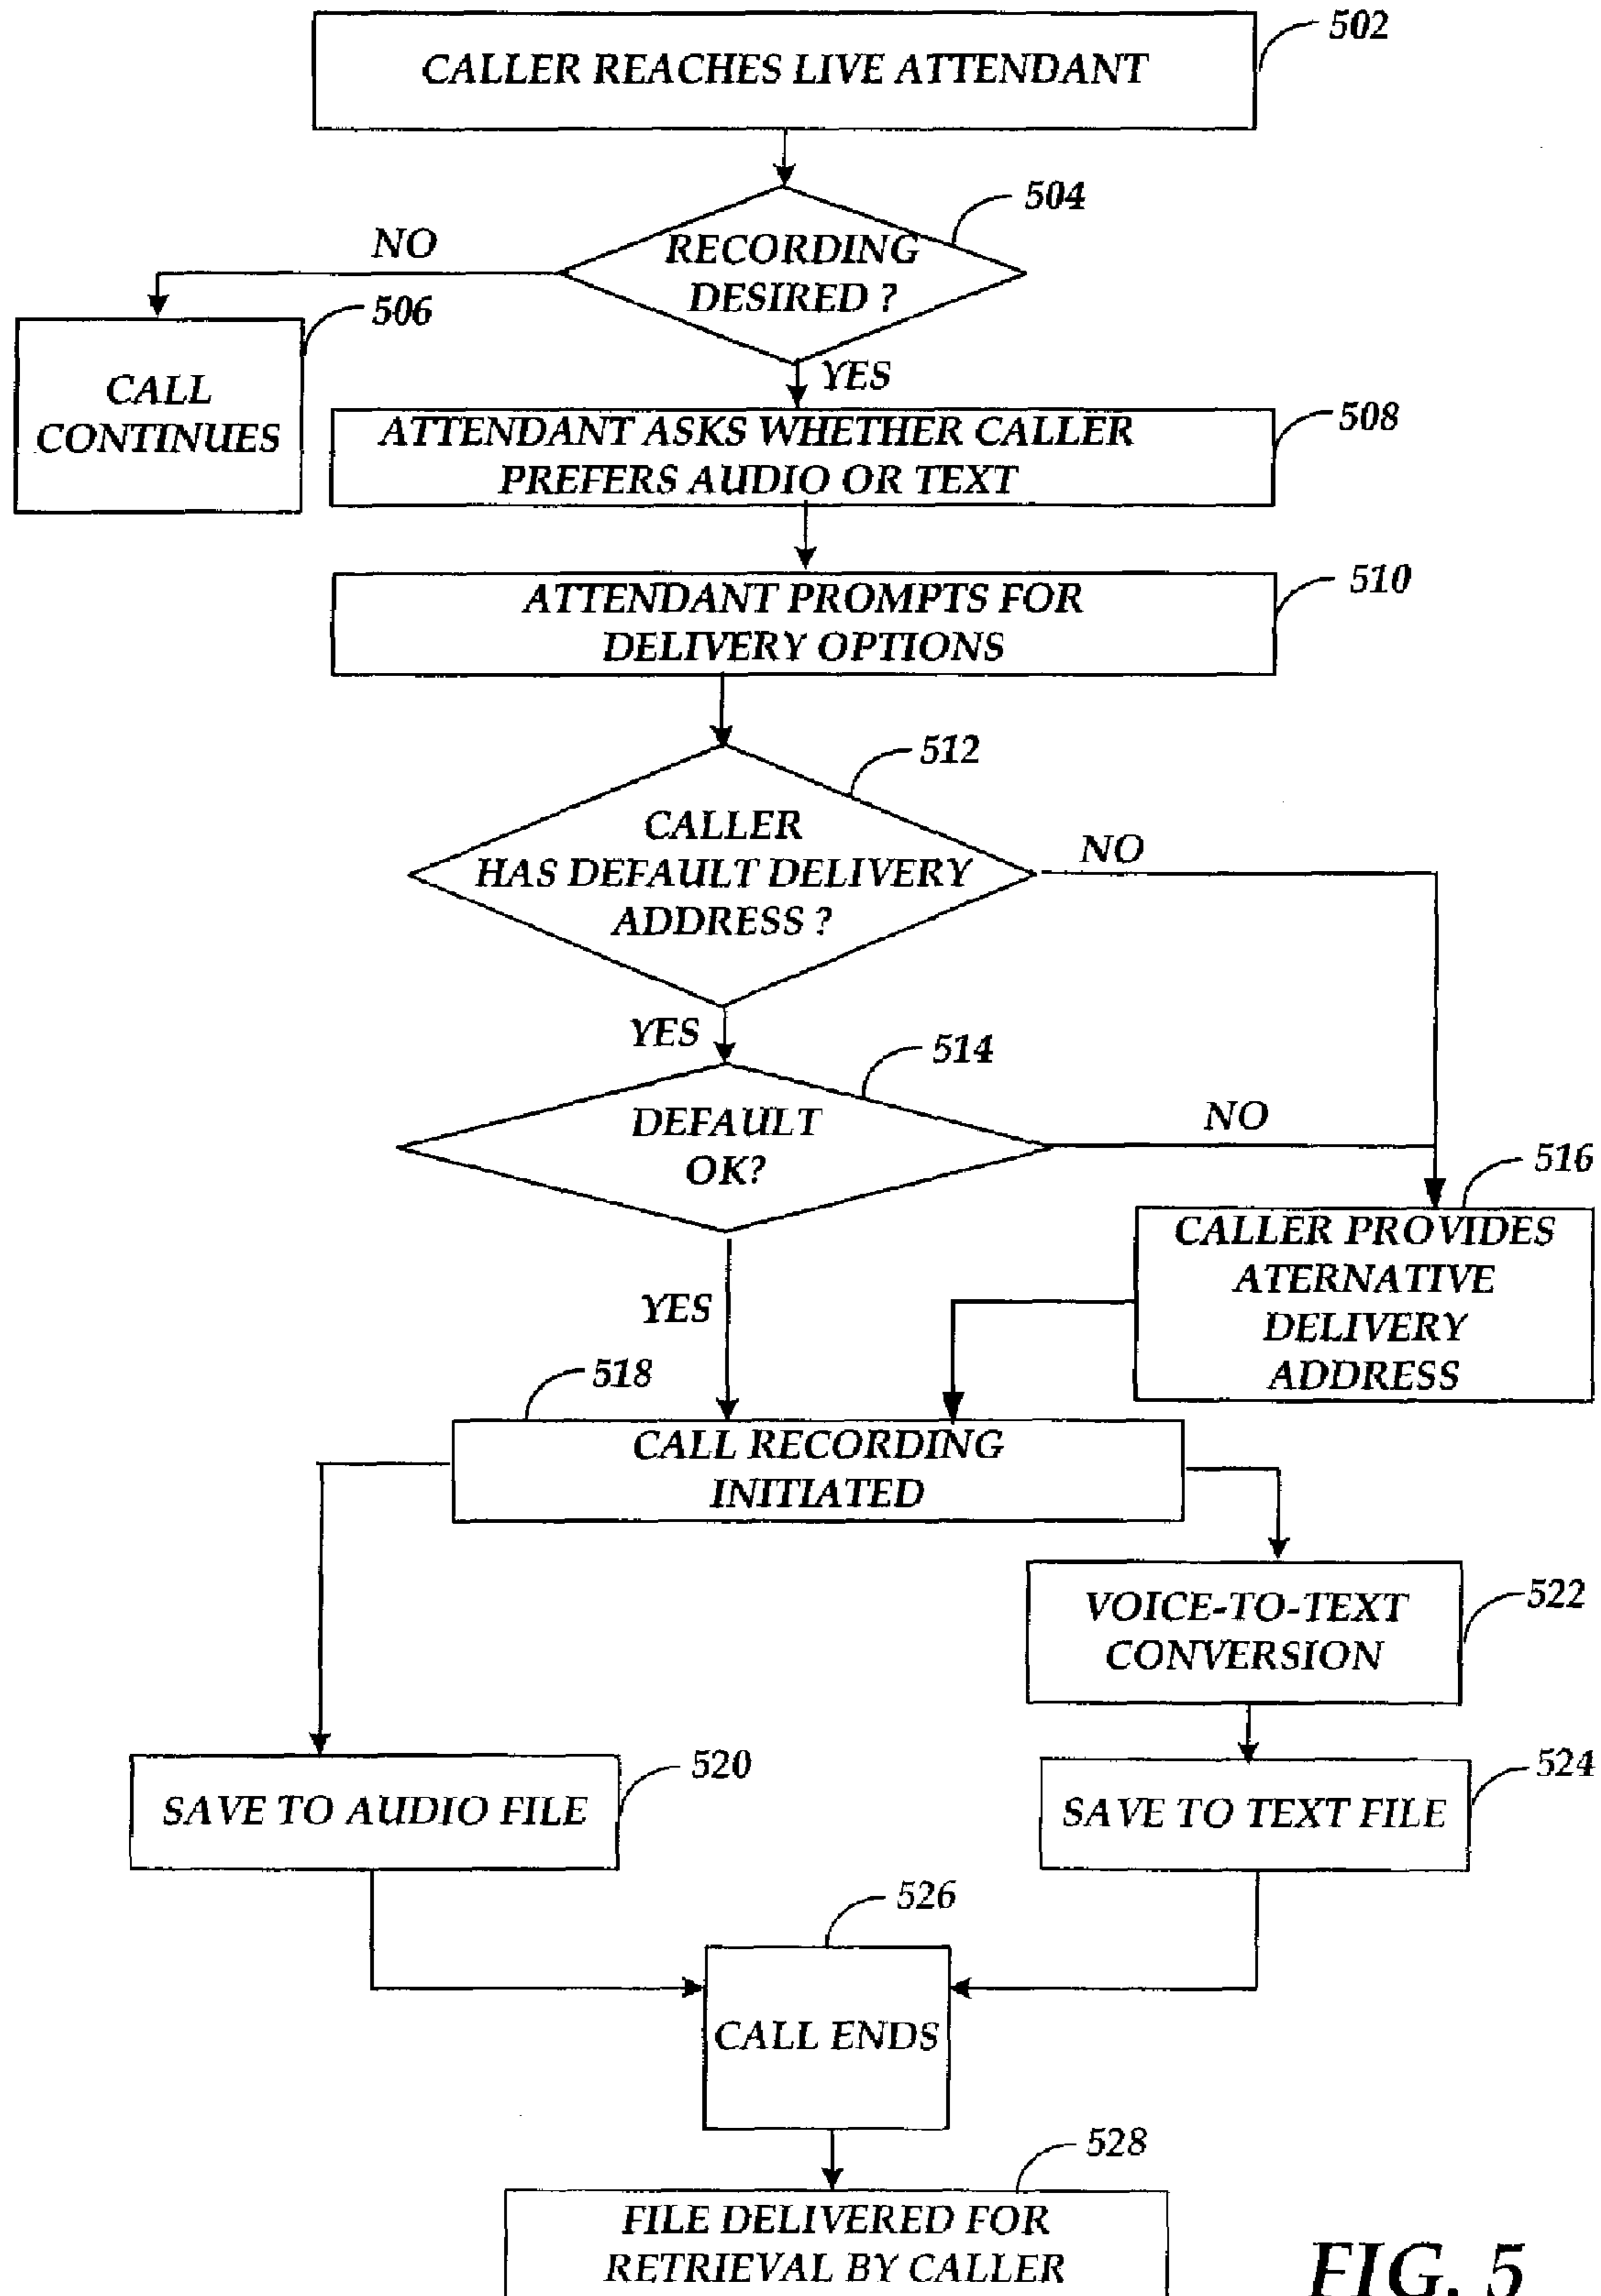 CALLER REACHES LIVE ATTENDANT
502
504
RECORDING
DESIRED ?
NO
506
CALL
CONTINUES
YES
508
ATTENDANT ASKS WHETHER CALLER
PREFERS AUDIO OR TEXT
510
ATTENDANT PROMPTS FOR
DELIVERY OPTIONS
512
CALLER
HAS DEFAULT DELIVERY
ADDRESS ?
NO
YES
514
DEFAULT
OK?
NO
516
CALLER PROVIDES
ATERNATIVE
DELIVERY
ADDRESS
YES
518
CALL RECORDING
INITIATED
522
VOICE-TO-TEXT
CONVERSION
520
SAVE TO AUDIO FILE
524
SAVE TO TEXT FILE
526
CALL ENDS
528
FILE DELIVERED FOR
RETRIEVAL BY CALLER
FIG. 5